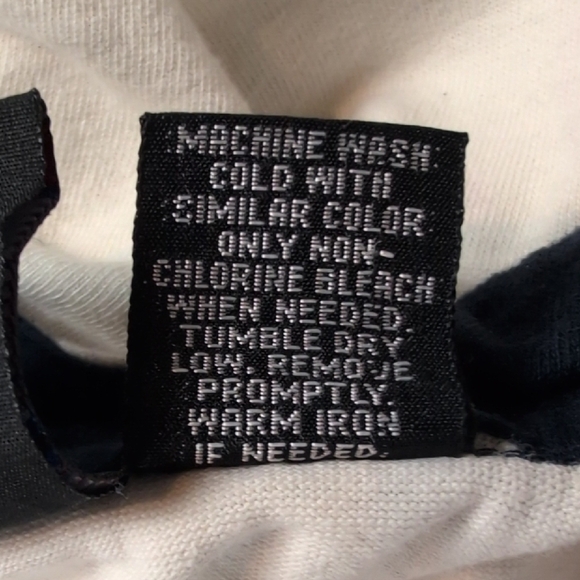 MACHINE WASH
COLD WITH
SIMILAR COLOR
ONLY NON-
CHLORINE BLEACH
WHEN NEEDED.
TUMBLE DRY
LOW. REMOVE
PROMPTLY.
WARM IRON
IF NEEDED.